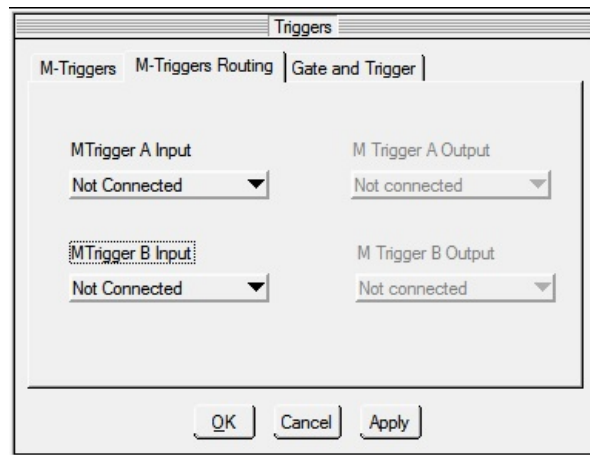 Triggers
M-Triggers M-Triggers Routing Gate and Trigger
MTrigger A Input M Trigger A Output
Not Connected Not connected
MTrigger B Input M Trigger B Output
Not Connected Not connected
OK Cancel Apply